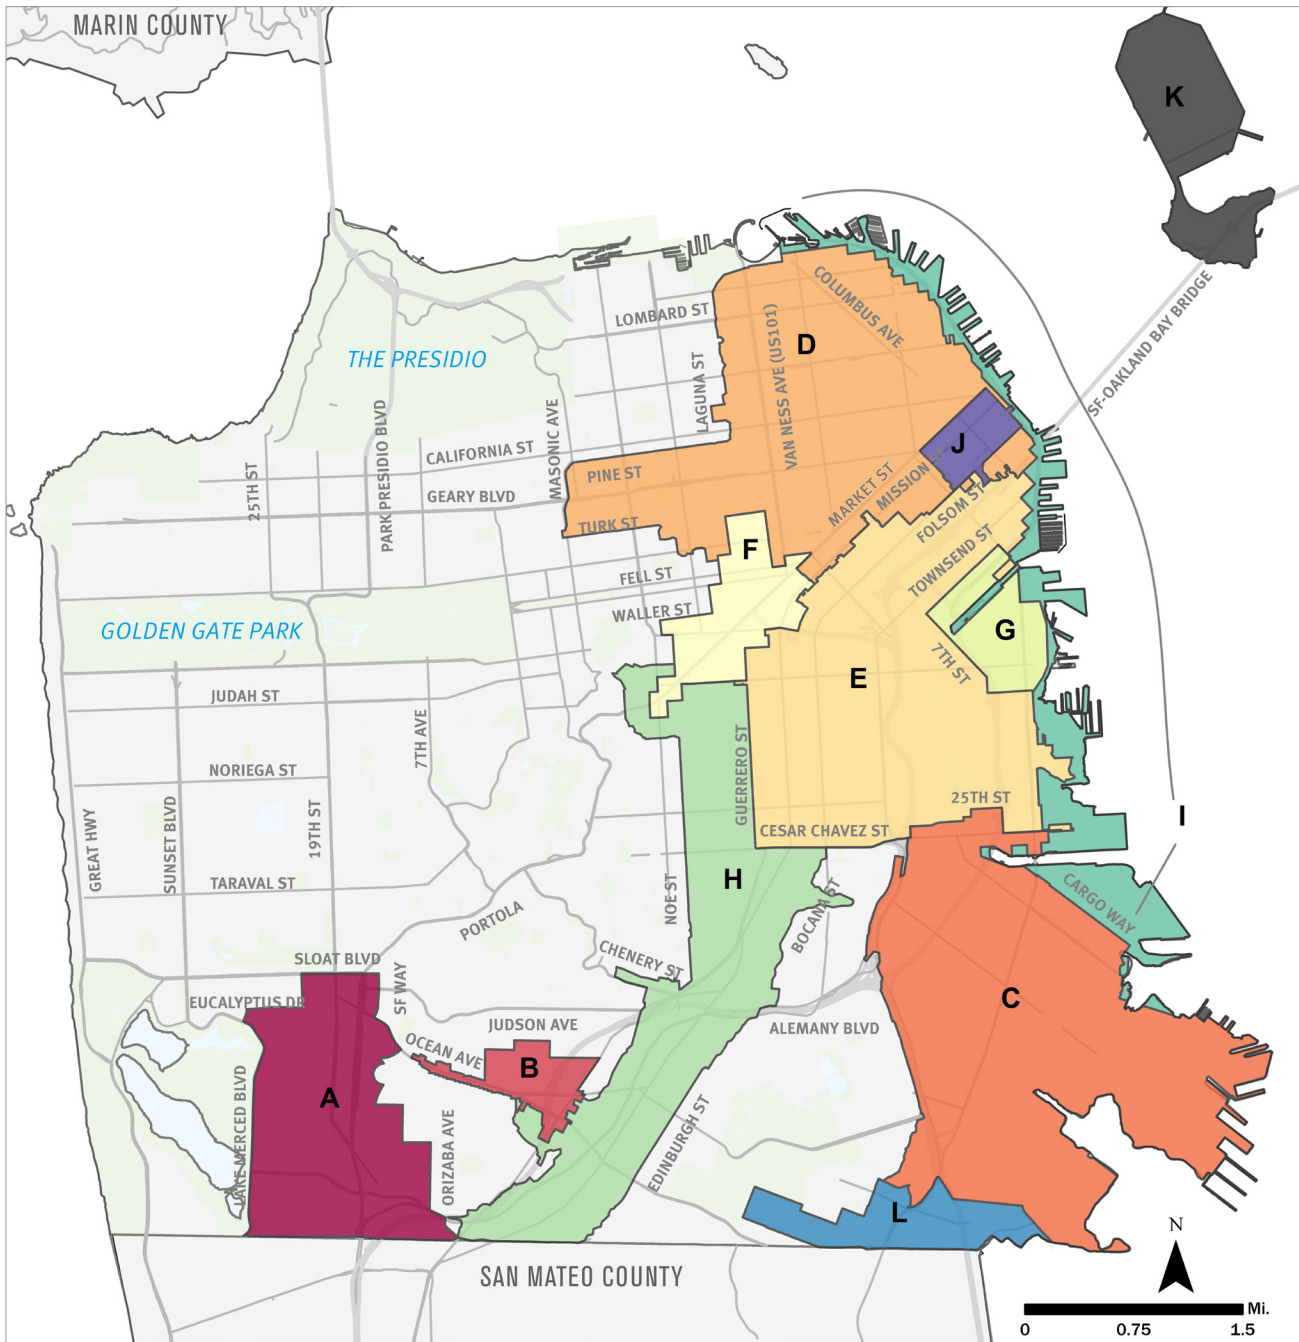 MARIN COUNTY
K
COLUMBUS AVE
LOMBARD ST
D
VAN NESS AVE (US101)
SF-OAKLAND BAY BRIDGE
THE PRESIDIO
LAGUNA ST
MASONIC AVE
PARK PRESIDIO BLVD
CALIFORNIA ST
J
25TH ST
PINE ST
MARKET ST
MISSION ST
GEARY BLVD
FOLSOM ST
TURK ST
TOWNSEND ST
F
FELL ST
WALLER ST
GOLDEN GATE PARK
G
7TH ST
E
JUDAH ST
7TH AVE
GUERRERO ST
NORIEGA ST
25TH ST
GREAT HWY
SUNSET BLVD
19TH ST
CESAR CHAVEZ ST
I
TARAVAL ST
H
NOE ST
CARGO WAY
PORTOLA
BOCANA ST
CHENERY ST
SLOAT BLVD
SF WAY
EUCALYPTUS DR
C
JUDSON AVE
ALEMANY BLVD
OCEAN AVE
B
A
LAKE MERCED BLVD
ORIZABA AVE
EDINBURGH ST
L
N
SAN MATEO COUNTY
Mi.
0 0.75 1.5